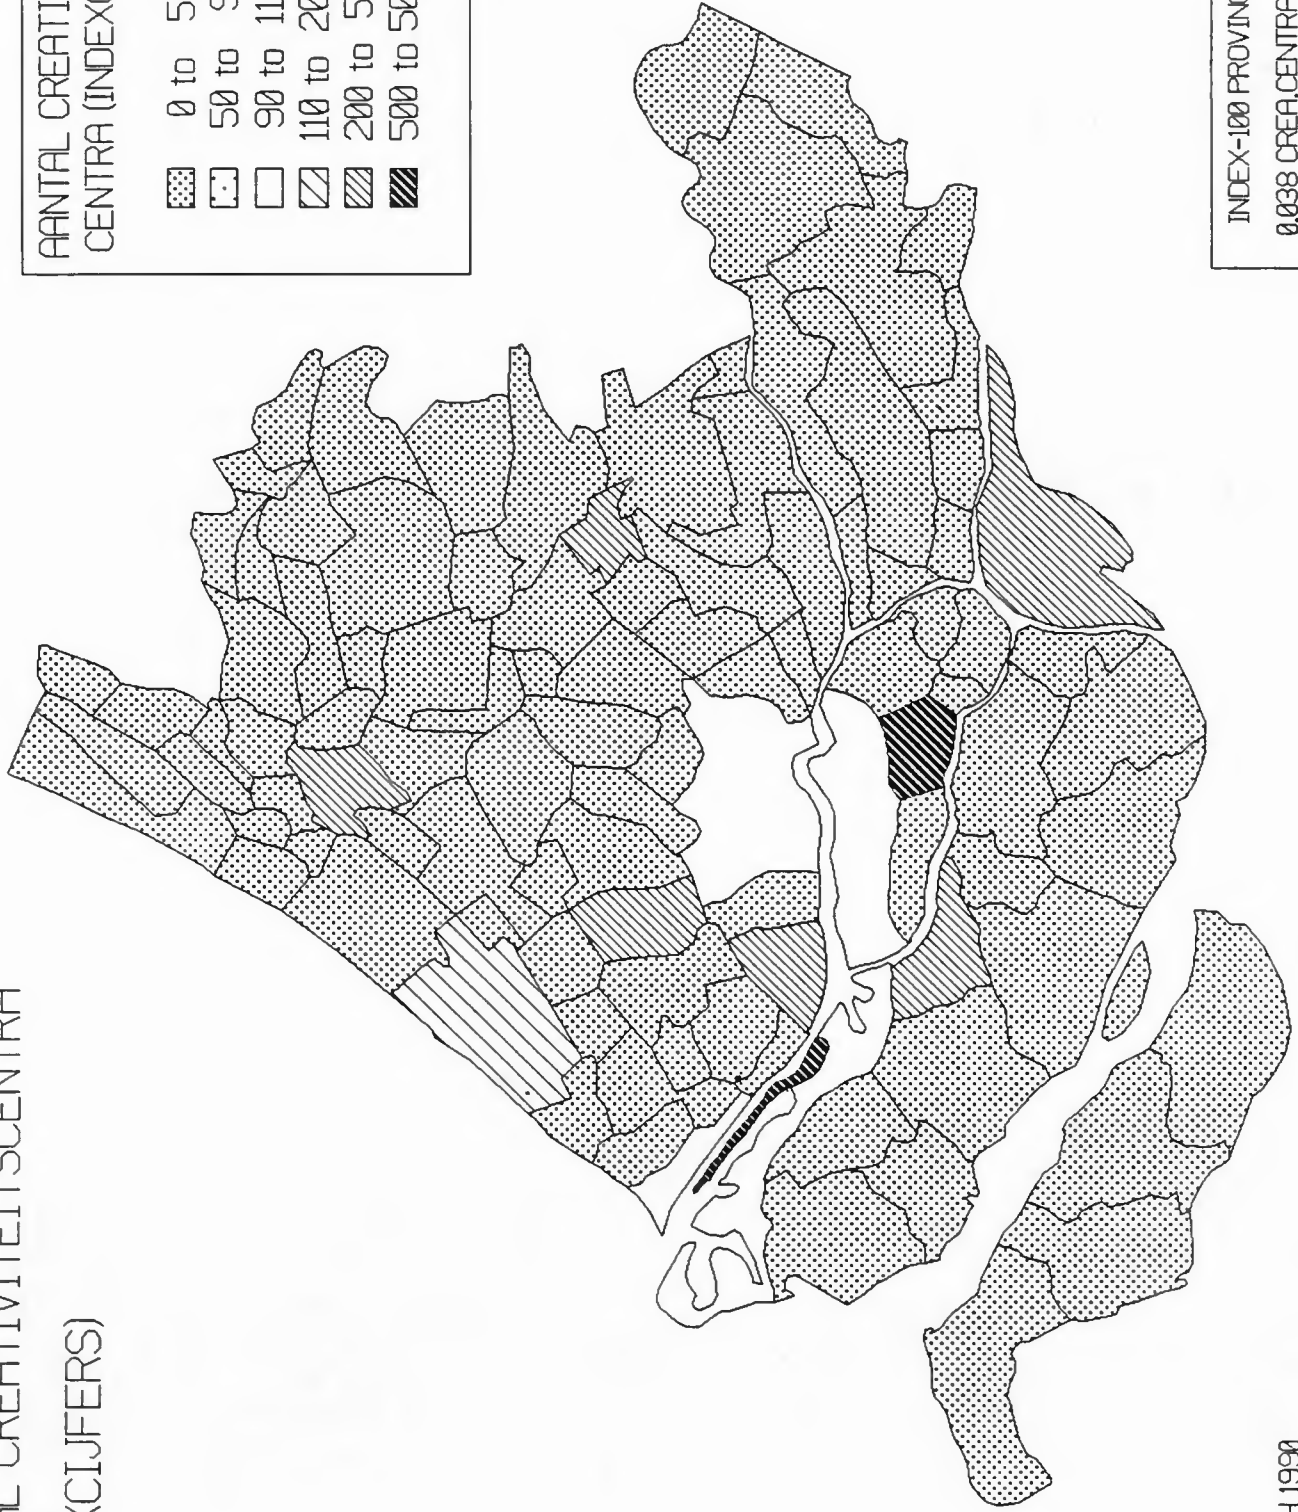 CREATIVITEITSCENTRA
(CIJFERS)
AANTAL CREATI
CENTRA (INDEXC
0 to 5
50 to 9
90 to 11
110 to 20
200 to 5
500 to 50
INDEX-100 PROVINC
0.038 CREA.CENTRA
1990